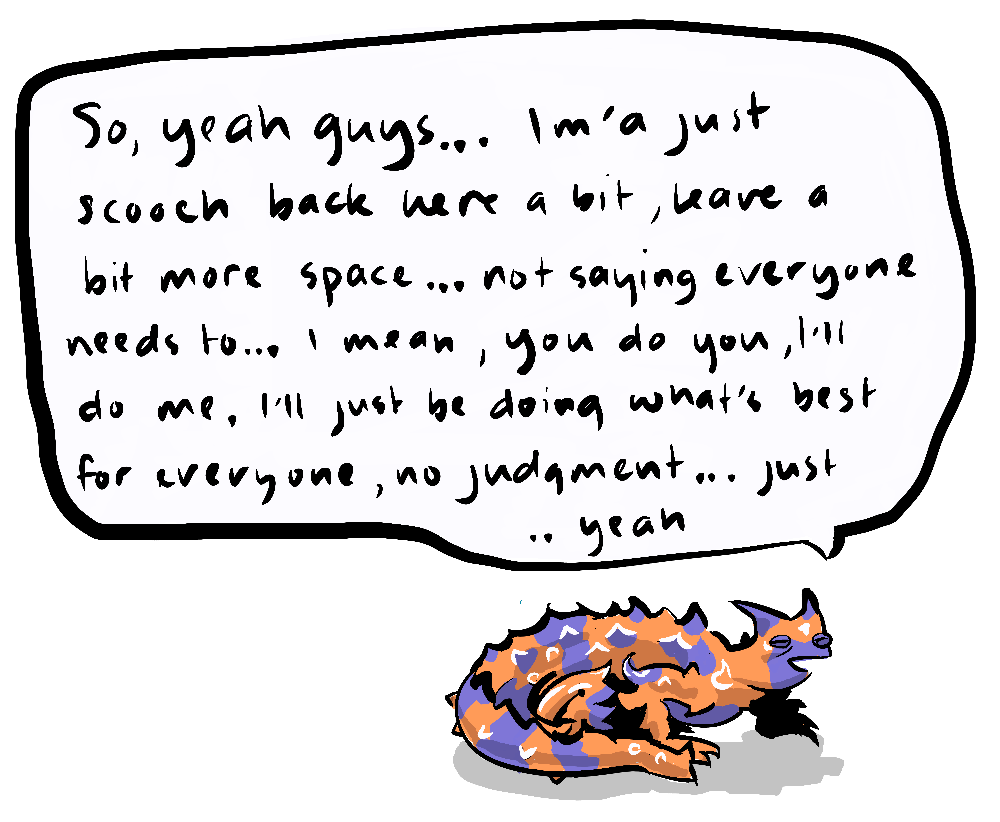 So, yeah guys... Im'a just
scooch back here a bit, leave a
bit more space... not saying everyone
needs to... I mean, you do you, I'll
do me, I'll just be doing what's best
for everyone, no judgment... just
.. yeah